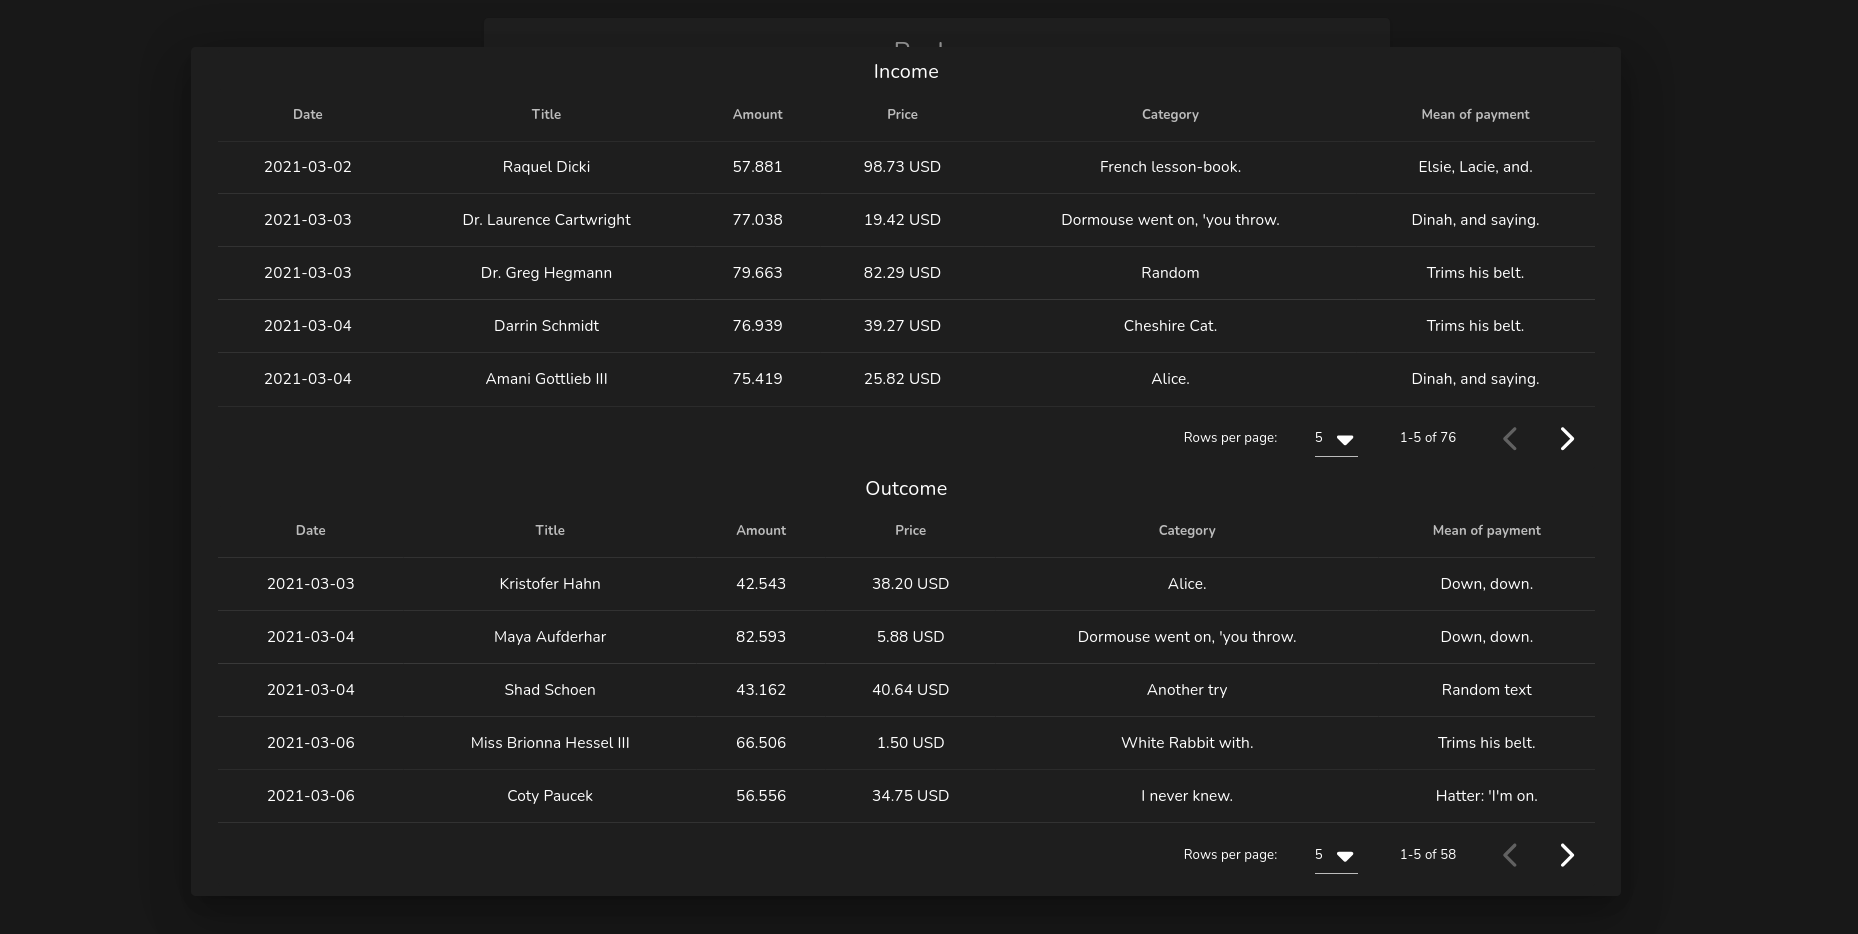 Income
Date Title Amount Price Category Mean of payment
2021-03-02 Raquel Dicki 57.881 98.73 USD French lesson-book. Elsie, Lacie, and.
2021-03-03 Dr. Laurence Cartwright 77.038 19.42 USD Dormouse went on, 'you throw. Dinah, and saying.
2021-03-03 Dr. Greg Hegmann 79.663 82.29 USD Random Trims his belt.
2021-03-04 Darrin Schmidt 76.939 39.27 USD Cheshire Cat. Trims his belt.
2021-03-04 Amani Gottlieb III 75.419 25.82 USD Alice. Dinah, and saying.
Rows per page: 5 1-5 of 76
Outcome
Date Title Amount Price Category Mean of payment
2021-03-03 Kristofer Hahn 42.543 38.20 USD Alice. Down, down.
2021-03-04 Maya Aufderhar 82.593 5.88 USD Dormouse went on, 'you throw. Down, down.
2021-03-04 Shad Schoen 43.162 40.64 USD Another try Random text
2021-03-06 Miss Brionna Hessel III 66.506 1.50 USD White Rabbit with. Trims his belt.
2021-03-06 Coty Paucek 56.556 34.75 USD I never knew. Hatter: 'I'm on.
Rows per page: 5 1-5 of 58